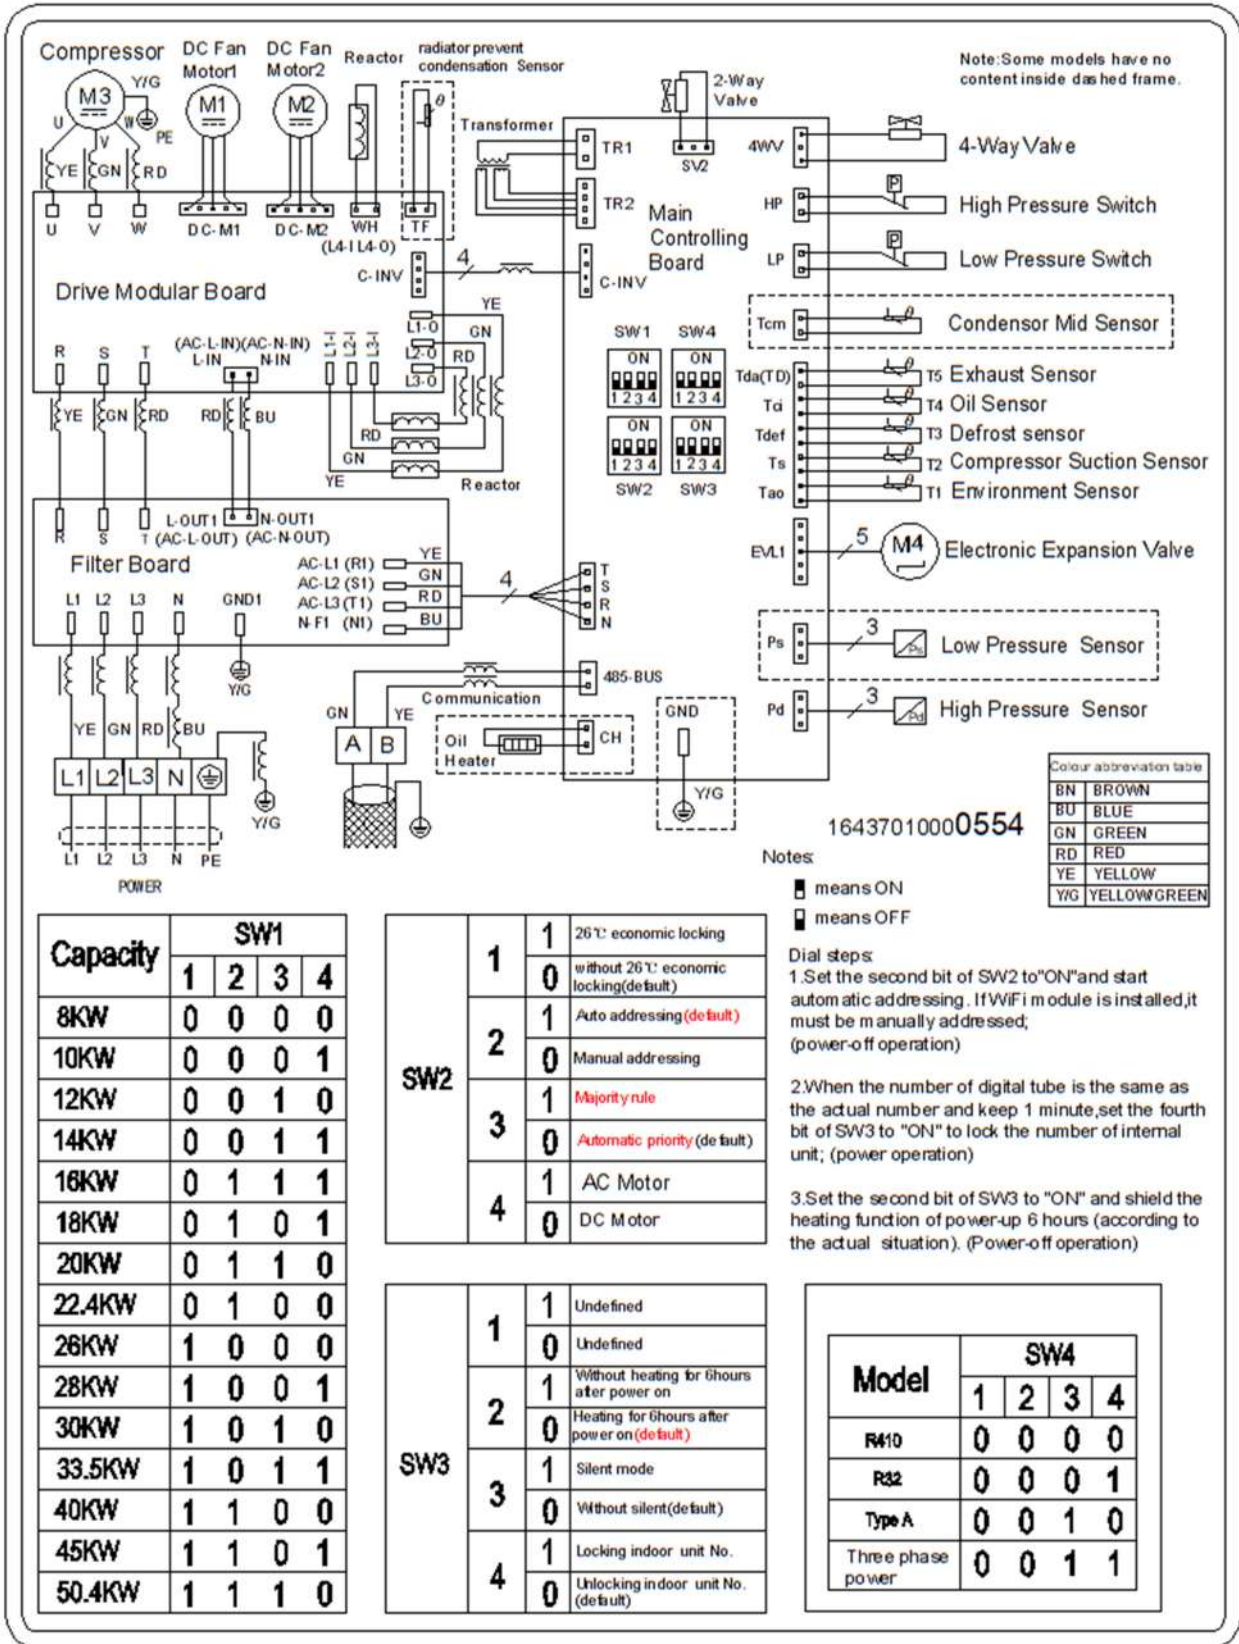 Compressor
DC Fan
Motor1
DC Fan
Motor2
Reactor
radiator prevent
condensation Sensor
Note:Some models have no
content inside dashed frame.
M3
Y/G
PE
U
V
W
M1
M2
θ
Transformer
2-Way
Valve
SV2
TR1
TR2
4WV
4-Way Valve
YE
GN
RD
U
V
W
DC-M1
DC-M2
WH
(L4-I L4-O)
TF
Main
Controlling
Board
HP
P
High Pressure Switch
LP
P
Low Pressure Switch
C-INV
4
C-INV
Drive Modular Board
YE
L1-O
GN
L2-O
RD
L3-O
R
S
T
(AC-L-IN)(AC-N-IN)
L-IN
N-IN
L1-I
L2-I
L3-I
SW1
SW4
ON
ON
1 2 3 4
1 2 3 4
ON
ON
1 2 3 4
1 2 3 4
SW2
SW3
Tcm
θ
Condensor Mid Sensor
Tda(TD)
θ
T5 Exhaust Sensor
Tci
θ
T4 Oil Sensor
Tdef
θ
T3 Defrost sensor
Ts
θ
T2 Compressor Suction Sensor
Tao
θ
T1 Environment Sensor
YE
GN
RD
RD
BU
RD
GN
YE
Reactor
R
S
T
L-OUT1
N-OUT1
(AC-L-OUT)
(AC-N-OUT)
Filter Board
AC-L1 (R1)
YE
AC-L2 (S1)
GN
AC-L3 (T1)
RD
N-F1 (N1)
BU
4
T
S
R
N
EVL1
5
M4
Electronic Expansion Valve
L1
L2
L3
N
GND1
Y/G
Ps
3
Ps
Low Pressure Sensor
Pd
3
Pd
High Pressure Sensor
485-BUS
Communication
GN
YE
A
B
Oil
Heater
CH
GND
Y/G
YE
GN
RD
BU
L1
L2
L3
N
Y/G
L1
L2
L3
N
PE
POWER
16437010000554
Colour abbreviation table
BN BROWN
BU BLUE
GN GREEN
RD RED
YE YELLOW
Y/G YELLOW/GREEN
Notes:
means ON
means OFF
Dial steps:
1.Set the second bit of SW2 to"ON"and start
automatic addressing. If WiFi module is installed,it
must be manually addressed;
(power-off operation)
2.When the number of digital tube is the same as
the actual number and keep 1 minute,set the fourth
bit of SW3 to "ON" to lock the number of internal
unit; (power operation)
3.Set the second bit of SW3 to "ON" and shield the
heating function of power-up 6 hours (according to
the actual situation). (Power-off operation)
Capacity
SW1
1 2 3 4
8KW 0 0 0 0
10KW 0 0 0 1
12KW 0 0 1 0
14KW 0 0 1 1
16KW 0 1 1 1
18KW 0 1 0 1
20KW 0 1 1 0
22.4KW 0 1 0 0
26KW 1 0 0 0
28KW 1 0 0 1
30KW 1 0 1 0
33.5KW 1 0 1 1
40KW 1 1 0 0
45KW 1 1 0 1
50.4KW 1 1 1 0
SW2
1
1 26℃ economic locking
0 without 26℃ economic
locking(default)
2
1 Auto addressing(default)
0 Manual addressing
3
1 Majority rule
0 Automatic priority(default)
4
1 AC Motor
0 DC Motor
SW3
1
1 Undefined
0 Undefined
2
1 Without heating for 6hours
ater power on
0 Heating for 6hours after
power on(default)
3
1 Silent mode
0 Without silent(default)
4
1 Locking indoor unit No.
0 Unlocking indoor unit No.
(default)
Model
SW4
1 2 3 4
R410 0 0 0 0
R32 0 0 0 1
Type A 0 0 1 0
Three phase
power 0 0 1 1